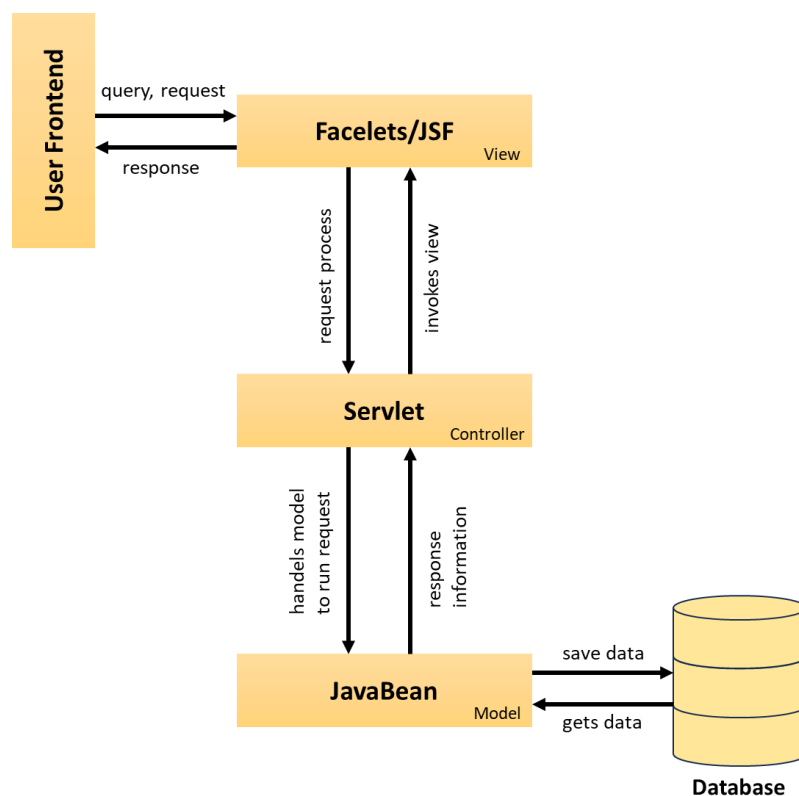 User Frontend
query, request
response
Facelets/JSF
View
request process
invokes view
Servlet
Controller
handels model
to run request
response
information
JavaBean
Model
save data
gets data
Database